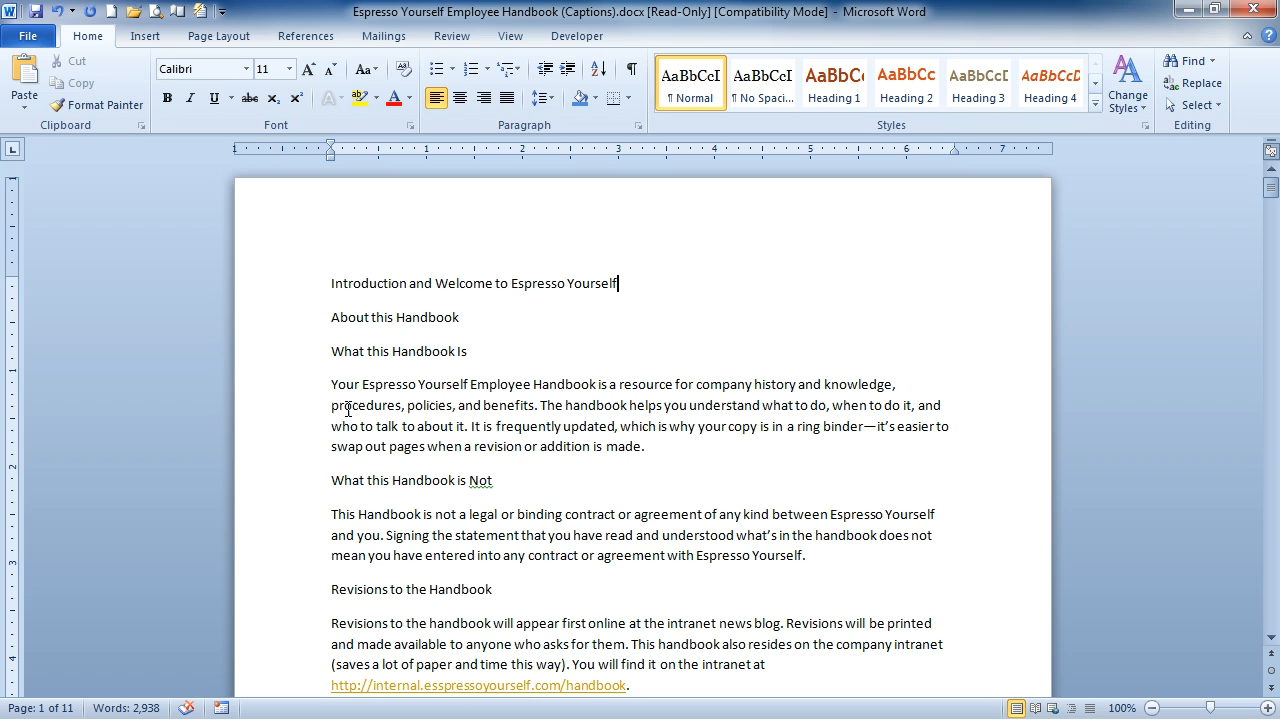 Espresso Yourself Employee Handbook (Captions).docx [Read-Only] [Compatibility Mode] - Microsoft Word
File Home Insert Page Layout References Mailings Review View Developer
Paste
Cut
Copy
Format Painter
Clipboard
Calibri 11
Font
Paragraph
AaBbCcI AaBbCcI AaBbCc AaBbCc AaBbCcI AaBbCcD
¶ Normal ¶ No Spaci... Heading 1 Heading 2 Heading 3 Heading 4
Change Styles
Styles
Find
Replace
Select
Editing
1 1 2 3 4 5 6 7
Introduction and Welcome to Espresso Yourself
About this Handbook
What this Handbook Is
Your Espresso Yourself Employee Handbook is a resource for company history and knowledge,
procedures, policies, and benefits. The handbook helps you understand what to do, when to do it, and
who to talk to about it. It is frequently updated, which is why your copy is in a ring binder—it's easier to
swap out pages when a revision or addition is made.
What this Handbook is Not
This Handbook is not a legal or binding contract or agreement of any kind between Espresso Yourself
and you. Signing the statement that you have read and understood what's in the handbook does not
mean you have entered into any contract or agreement with Espresso Yourself.
Revisions to the Handbook
Revisions to the handbook will appear first online at the intranet news blog. Revisions will be printed
and made available to anyone who asks for them. This handbook also resides on the company intranet
(saves a lot of paper and time this way). You will find it on the intranet at
http://internal.esspressoyourself.com/handbook.
Page: 1 of 11 Words: 2,938 100%